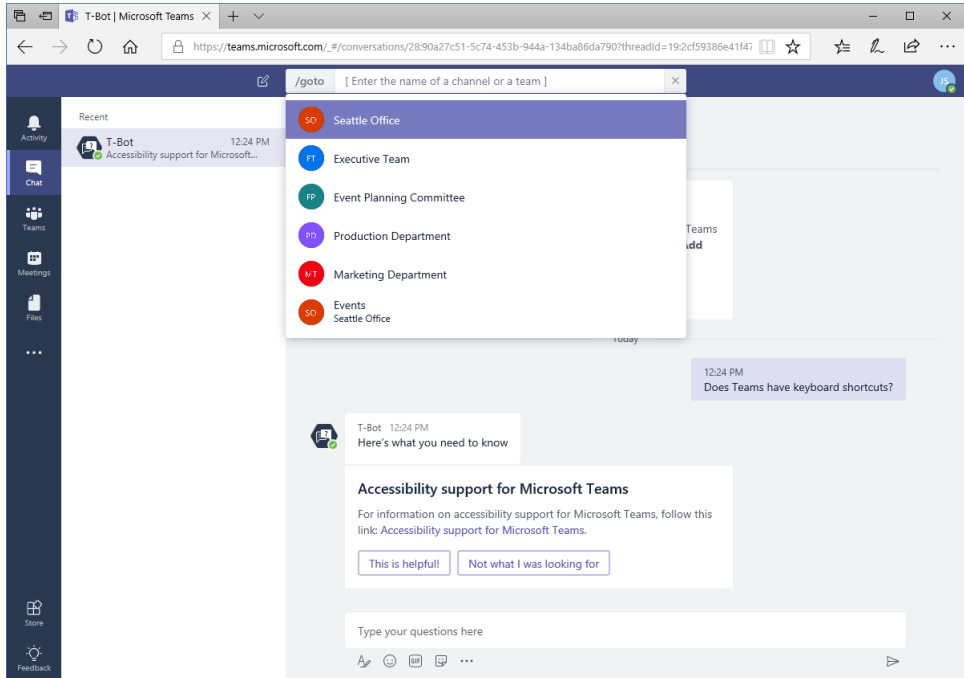 T-Bot | Microsoft Teams
https://teams.microsoft.com/_#/conversations/28:90a27c51-5c74-453b-944a-134ba86da790?threadId=19:2cf59386e41f47
/goto [ Enter the name of a channel or a team ]
JS
Activity
Chat
Teams
Meetings
Files
Store
Feedback
Recent
T-Bot 12:24 PM
Accessibility support for Microsoft...
SO Seattle Office
FT Executive Team
FP Event Planning Committee
PD Production Department
MT Marketing Department
SO Events
Seattle Office
Teams
Add
Today
12:24 PM
Does Teams have keyboard shortcuts?
T-Bot 12:24 PM
Here's what you need to know
Accessibility support for Microsoft Teams
For information on accessibility support for Microsoft Teams, follow this
link: Accessibility support for Microsoft Teams.
This is helpful! Not what I was looking for
Type your questions here
GIF